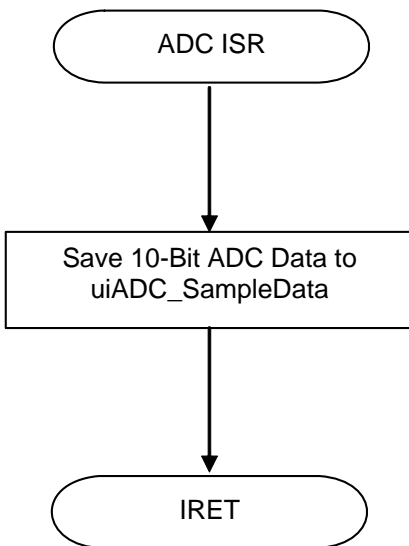 ADC ISR
Save 10-Bit ADC Data to
uiADC_SampleData
IRET